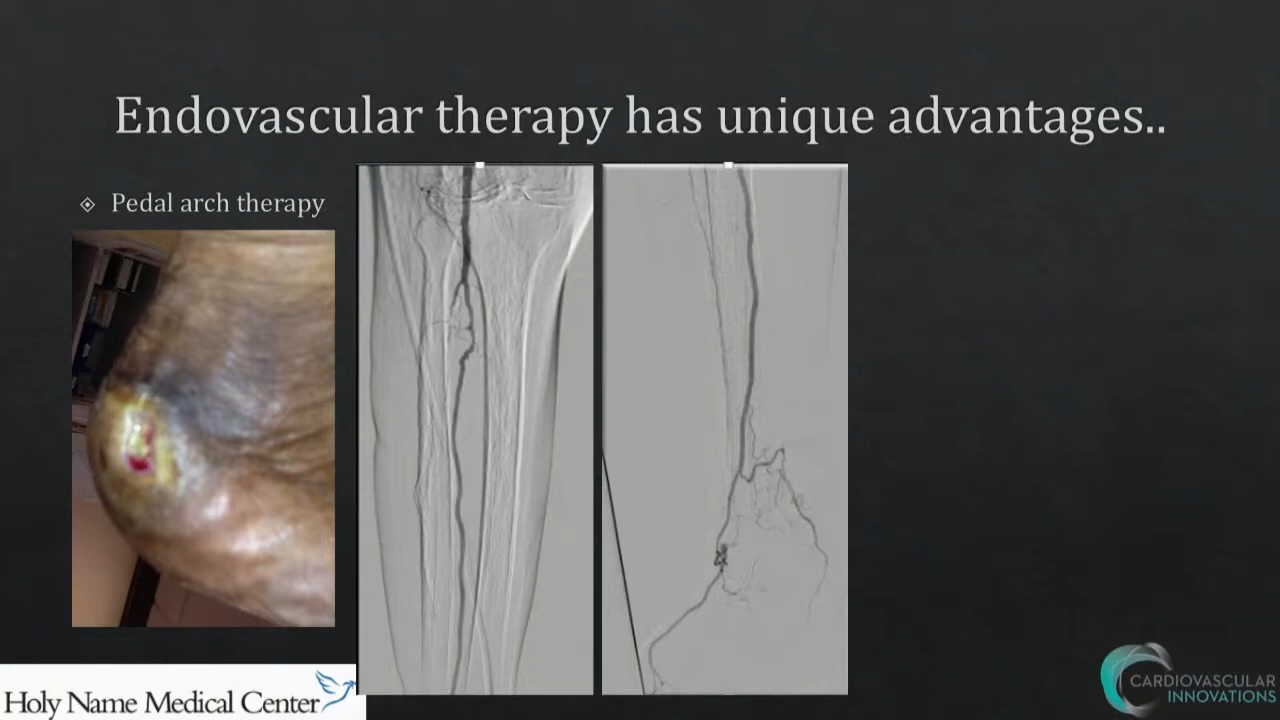 Endovascular therapy has unique advantages..
Pedal arch therapy
Holy Name Medical Center
CARDIOVASCULAR
INNOVATIONS